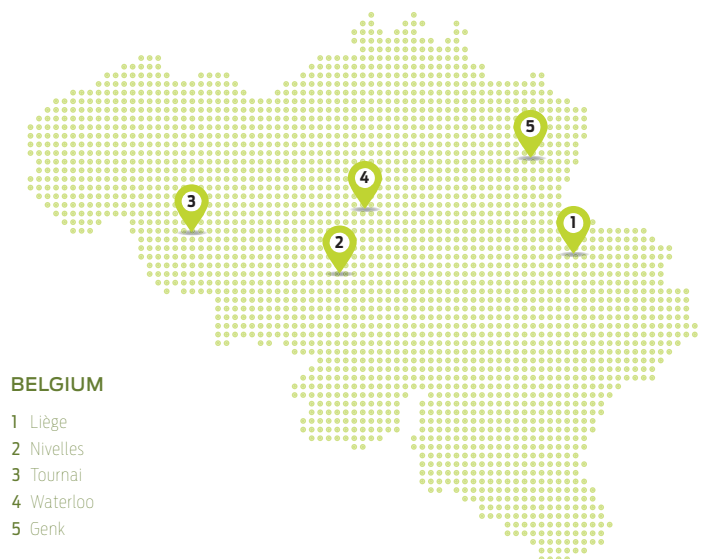 5
4
3
1
2
BELGIUM
1 Liège
2 Nivelles
3 Tournai
4 Waterloo
5 Genk